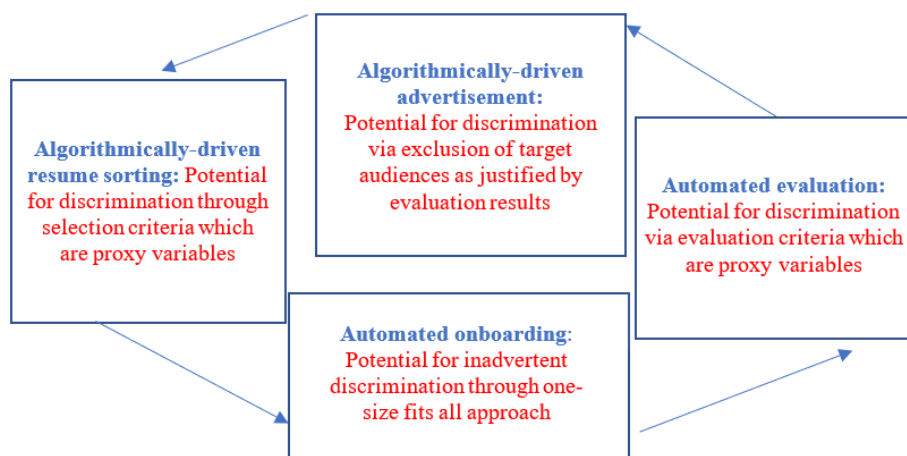 Algorithmically-driven
advertisement:
Potential for discrimination
via exclusion of target
audiences as justified by
evaluation results
Algorithmically-driven
resume sorting: Potential
for discrimination through
selection criteria which
are proxy variables
Automated evaluation:
Potential for discrimination
via evaluation criteria which
are proxy variables
Automated onboarding:
Potential for inadvertent
discrimination through one-
size fits all approach